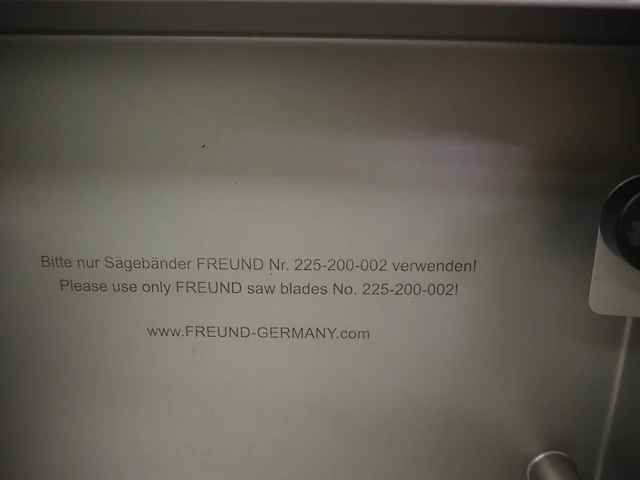 Bitte nur Sägebänder FREUND Nr. 225-200-002 verwenden!
Please use only FREUND saw blades No. 225-200-002!
www.FREUND-GERMANY.com